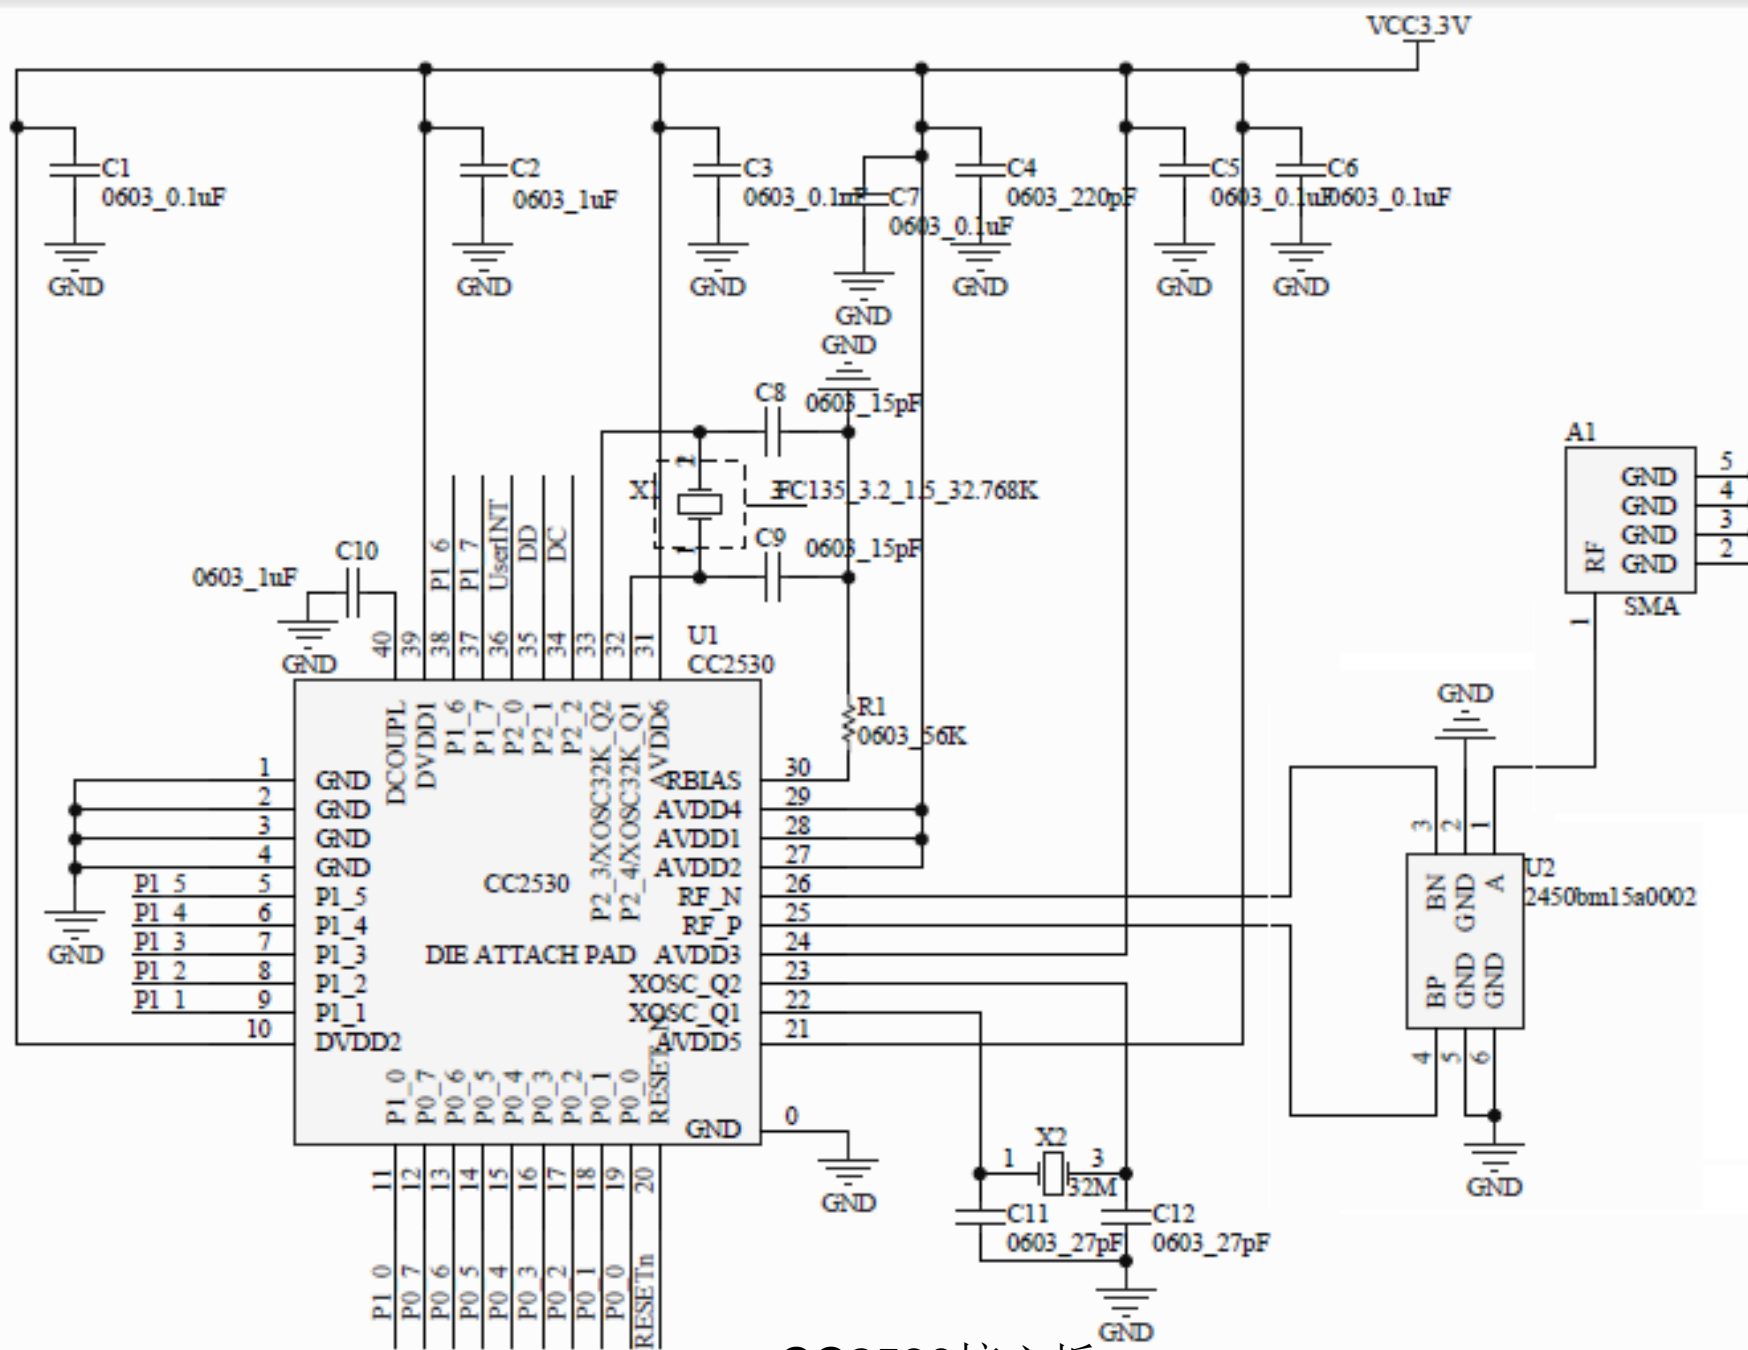 VCC3.3V
C1
0603_0.1uF
GND
C2
0603_1uF
GND
C3
GND
C7
0603_0.1uF
GND
C4
0603_220pF
GND
C5
GND
C6
0603_0.1uF
GND
GND
C8
0603_15pF
X1
2
1
FC135_3.2_1.5_32.768K
C9
0603_15pF
C10
0603_1uF
GND
P1_6
P1_7
UserINT
DD
DC
40
39
38
37
36
35
34
33
32
31
U1
CC2530
R1
0603_56K
DCOUPL
DVDD1
P1_6
P1_7
P2_0
P2_1
P2_2
P2_3/XOSC32K_Q2
P2_4/XOSC32K_Q1
AVDD6
1 GND
2 GND
3 GND
4 GND
P1_5 5 P1_5
P1_4 6 P1_4
P1_3 7 P1_3
P1_2 8 P1_2
P1_1 9 P1_1
10 DVDD2
GND
CC2530
DIE ATTACH PAD
RBIAS 30
AVDD4 29
AVDD1 28
AVDD2 27
RF_N 26
RF_P 25
AVDD3 24
XOSC_Q2 23
XOSC_Q1 22
AVDD5 21
GND 0
GND
P1_0
P0_7
P0_6
P0_5
P0_4
P0_3
P0_2
P0_1
P0_0
RESET_N
11
12
13
14
15
16
17
18
19
20
P1_0
P0_7
P0_6
P0_5
P0_4
P0_3
P0_2
P0_1
P0_0
RESETn
X2
1
3
32M
C11
0603_27pF
C12
0603_27pF
GND
A1
GND 5
GND 4
GND 3
GND 2
RF
SMA
1
GND
3
2
1
U2
2450bm15a0002
BN
GND
A
BP
GND
GND
4
5
6
GND